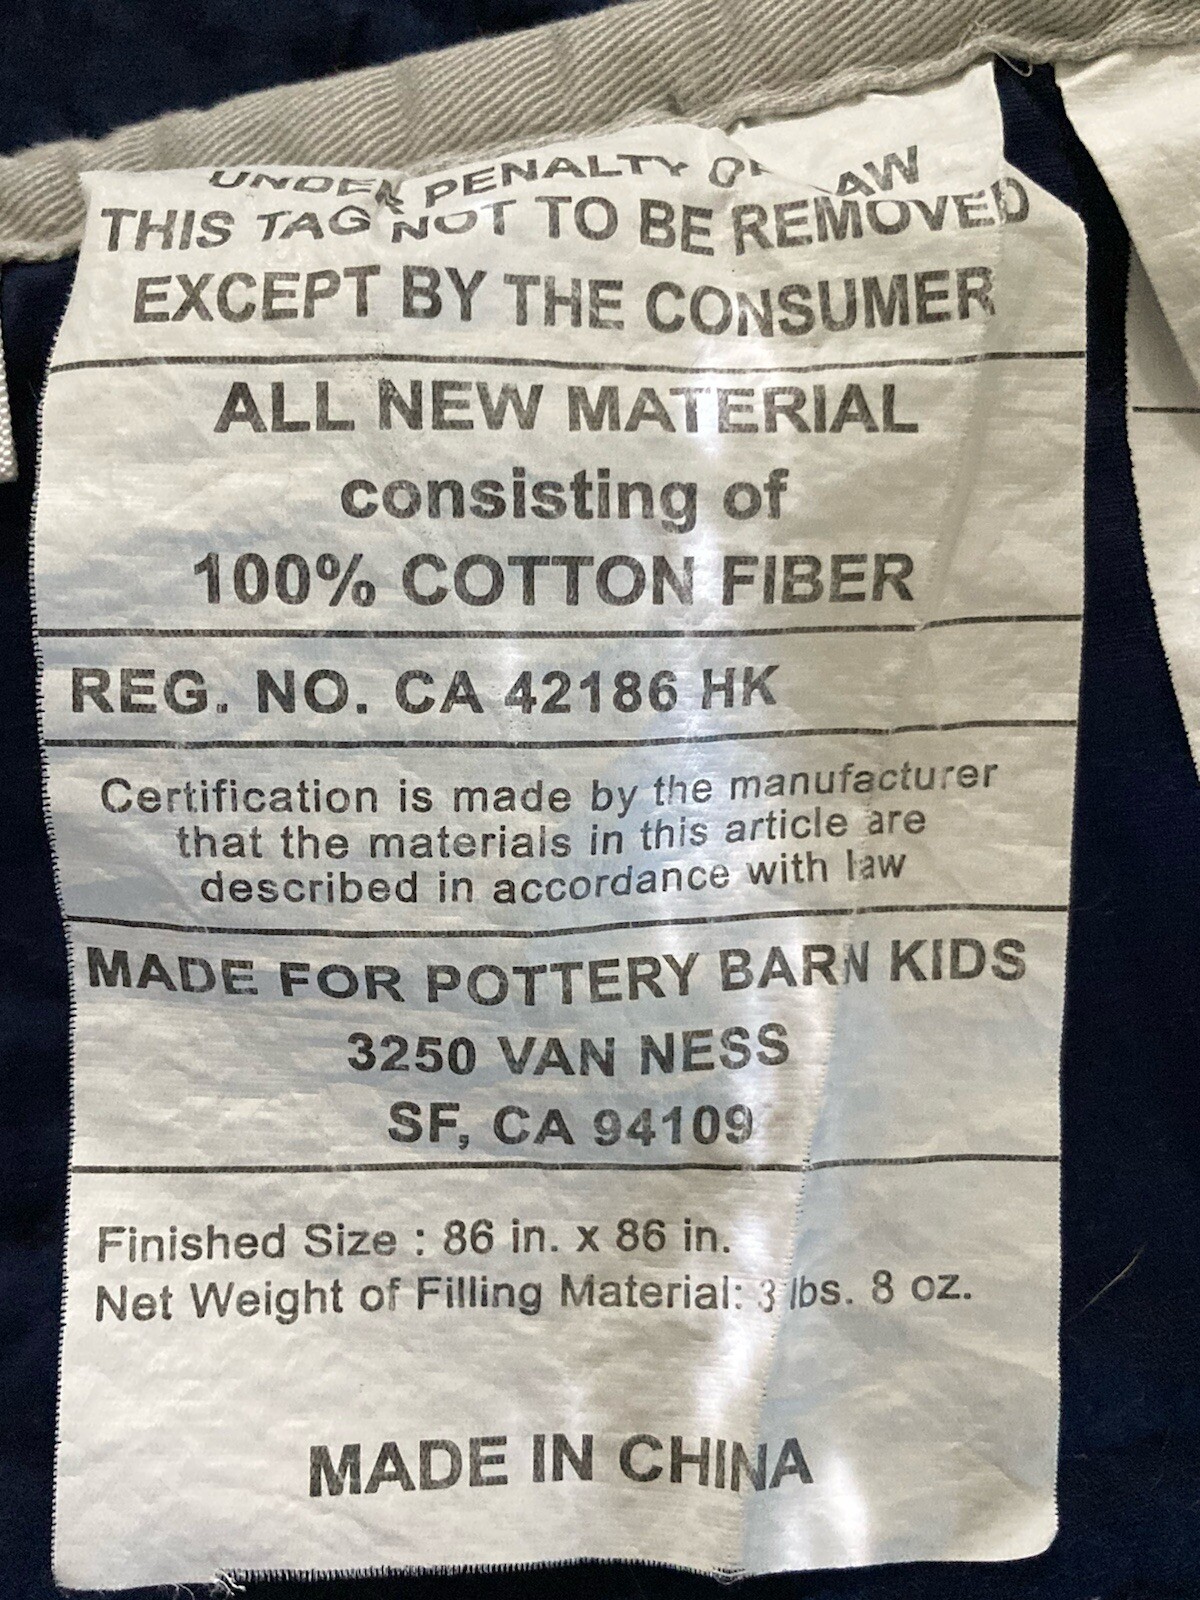 UNDER PENALTY OF LAW
THIS TAG NOT TO BE REMOVED
EXCEPT BY THE CONSUMER
ALL NEW MATERIAL
consisting of
100% COTTON FIBER
REG. NO. CA 42186 HK
Certification is made by the manufacturer
that the materials in this article are
described in accordance with law
MADE FOR POTTERY BARN KIDS
3250 VAN NESS
SF, CA 94109
Finished Size : 86 in. x 86 in.
Net Weight of Filling Material: 3 lbs. 8 oz.
MADE IN CHINA